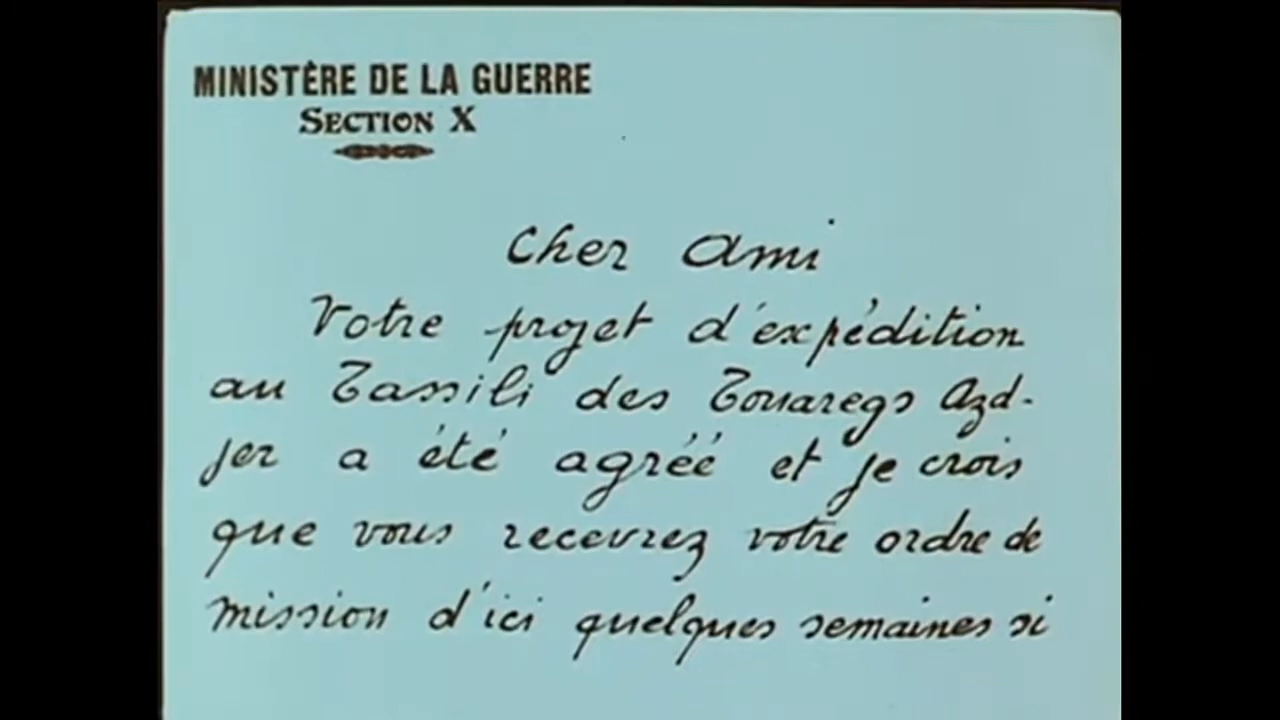 MINISTÈRE DE LA GUERRE
SECTION X
Cher Ami
Votre projet d'expédition
au Tassili des Touaregs Azd-
jer a été agréé et je crois
que vous recevrez votre ordre de
mission d'ici quelques semaines si